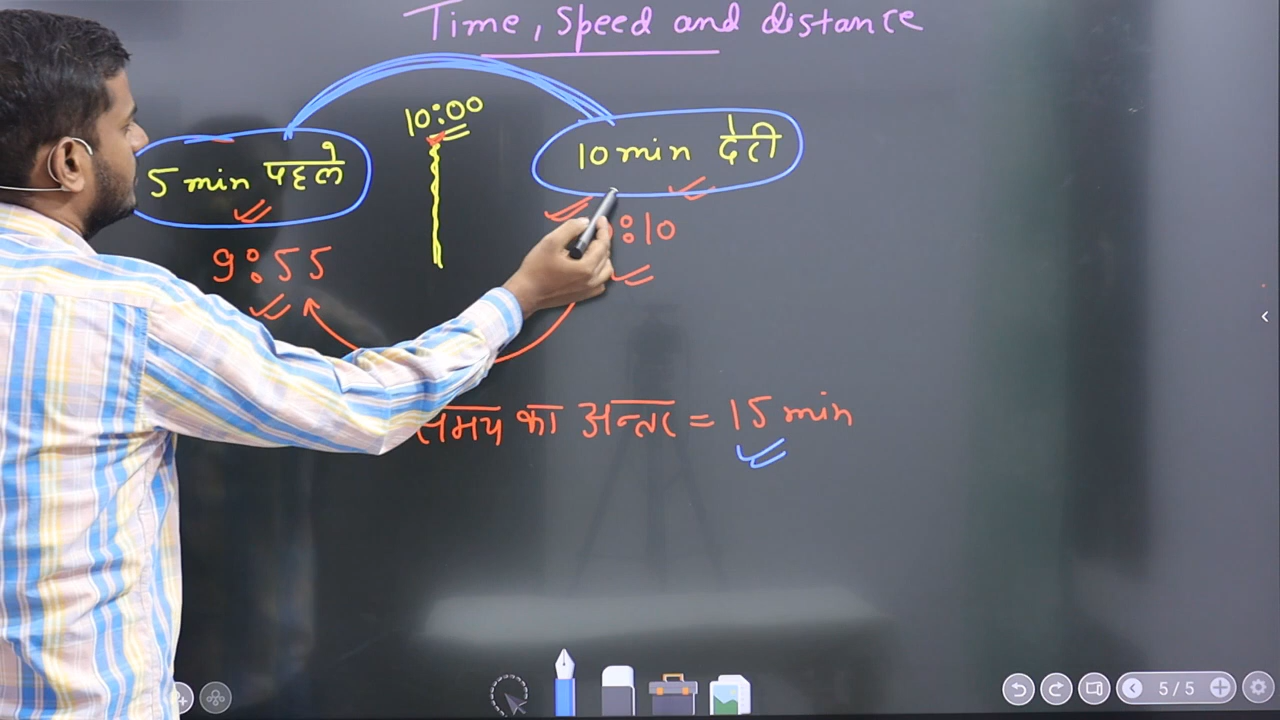 Time, Speed and distance
10:00
5 min पहले
10 min देरी
9:55
:10
समय का अन्तर = 15 min
5/5